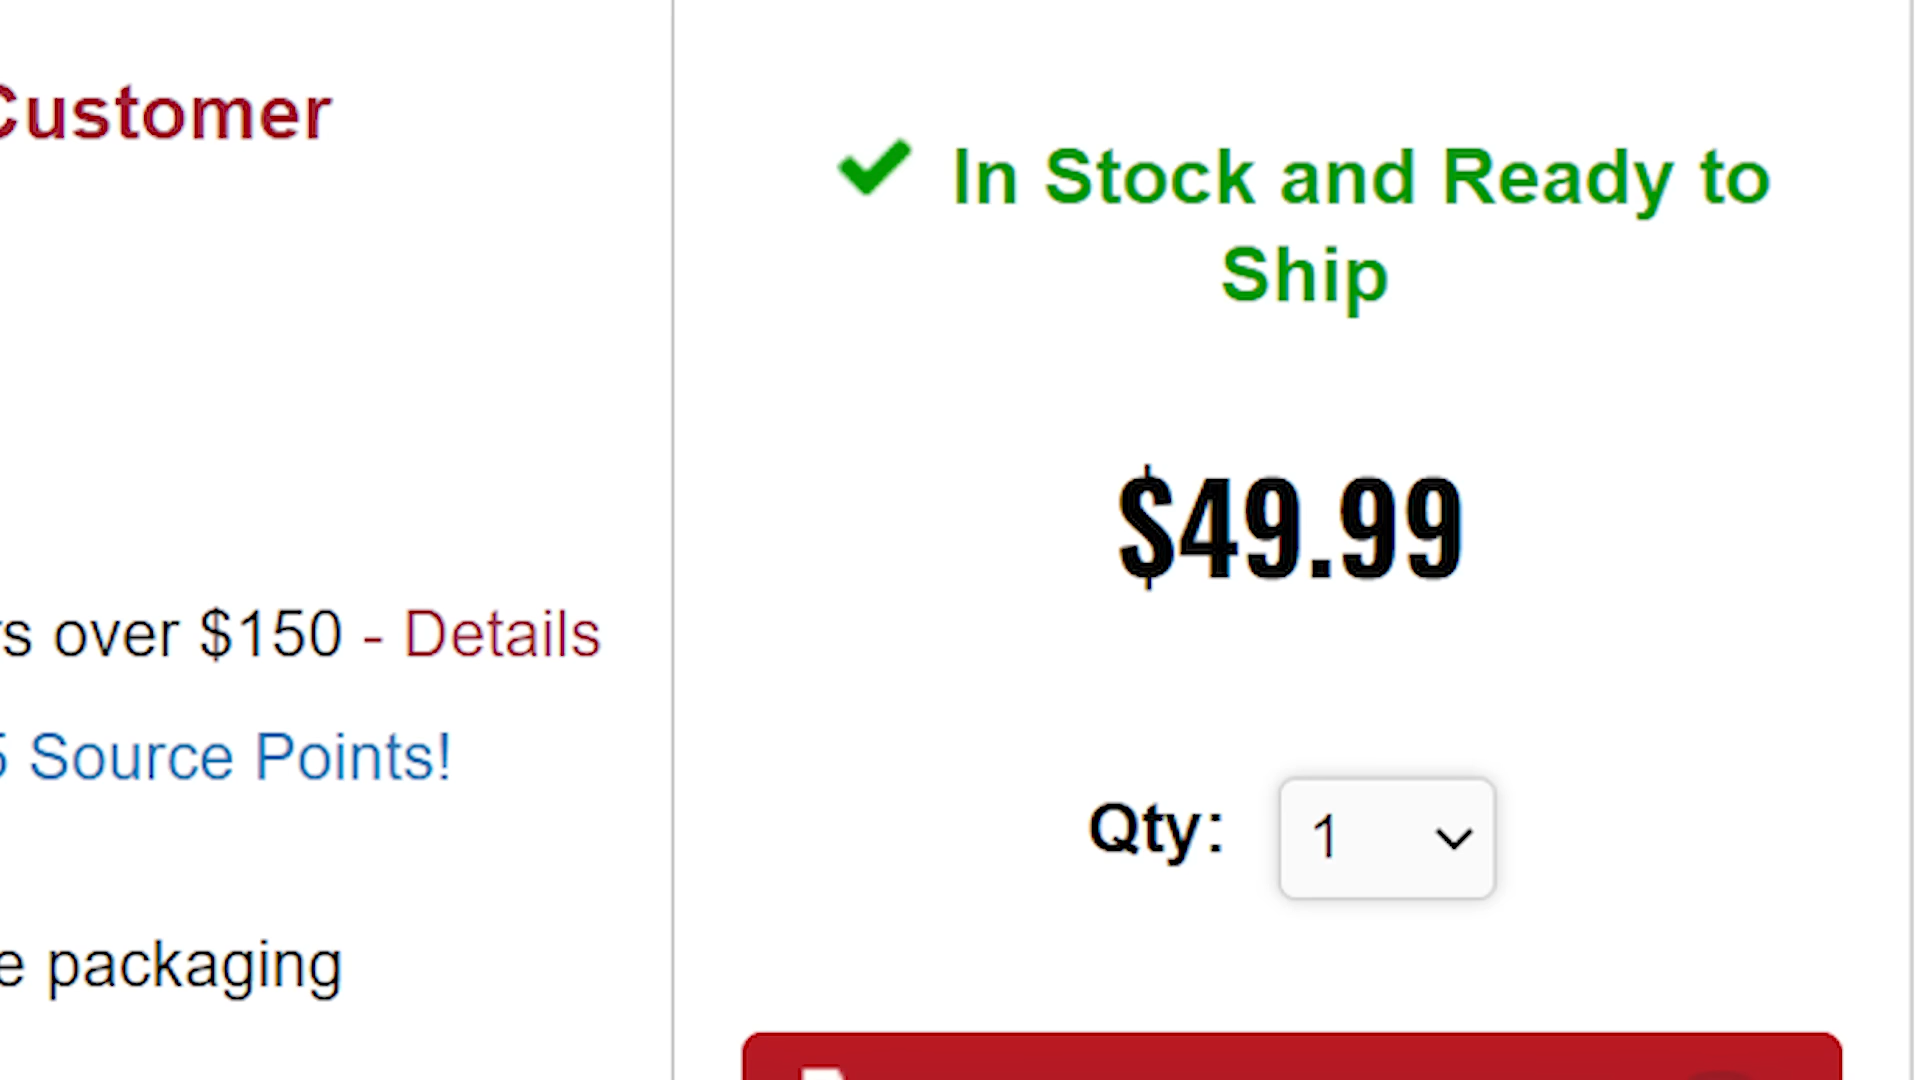 Customer
over $150 - Details
Source Points!
packaging
In Stock and Ready to
Ship
$49.99
Qty: 1